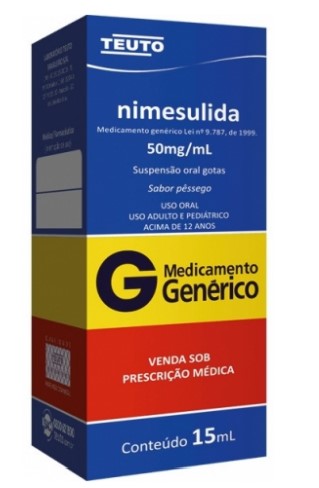 TEUTO
nimesulida
Medicamento genérico Lei nº 9.787, de 1999.
50mg/mL
Suspensão oral gotas
Sabor pêssego
USO ORAL
USO ADULTO E PEDIÁTRICO
ACIMA DE 12 ANOS
G Medicamento
Genérico
VENDA SOB
PRESCRIÇÃO MÉDICA
Conteúdo 15mL